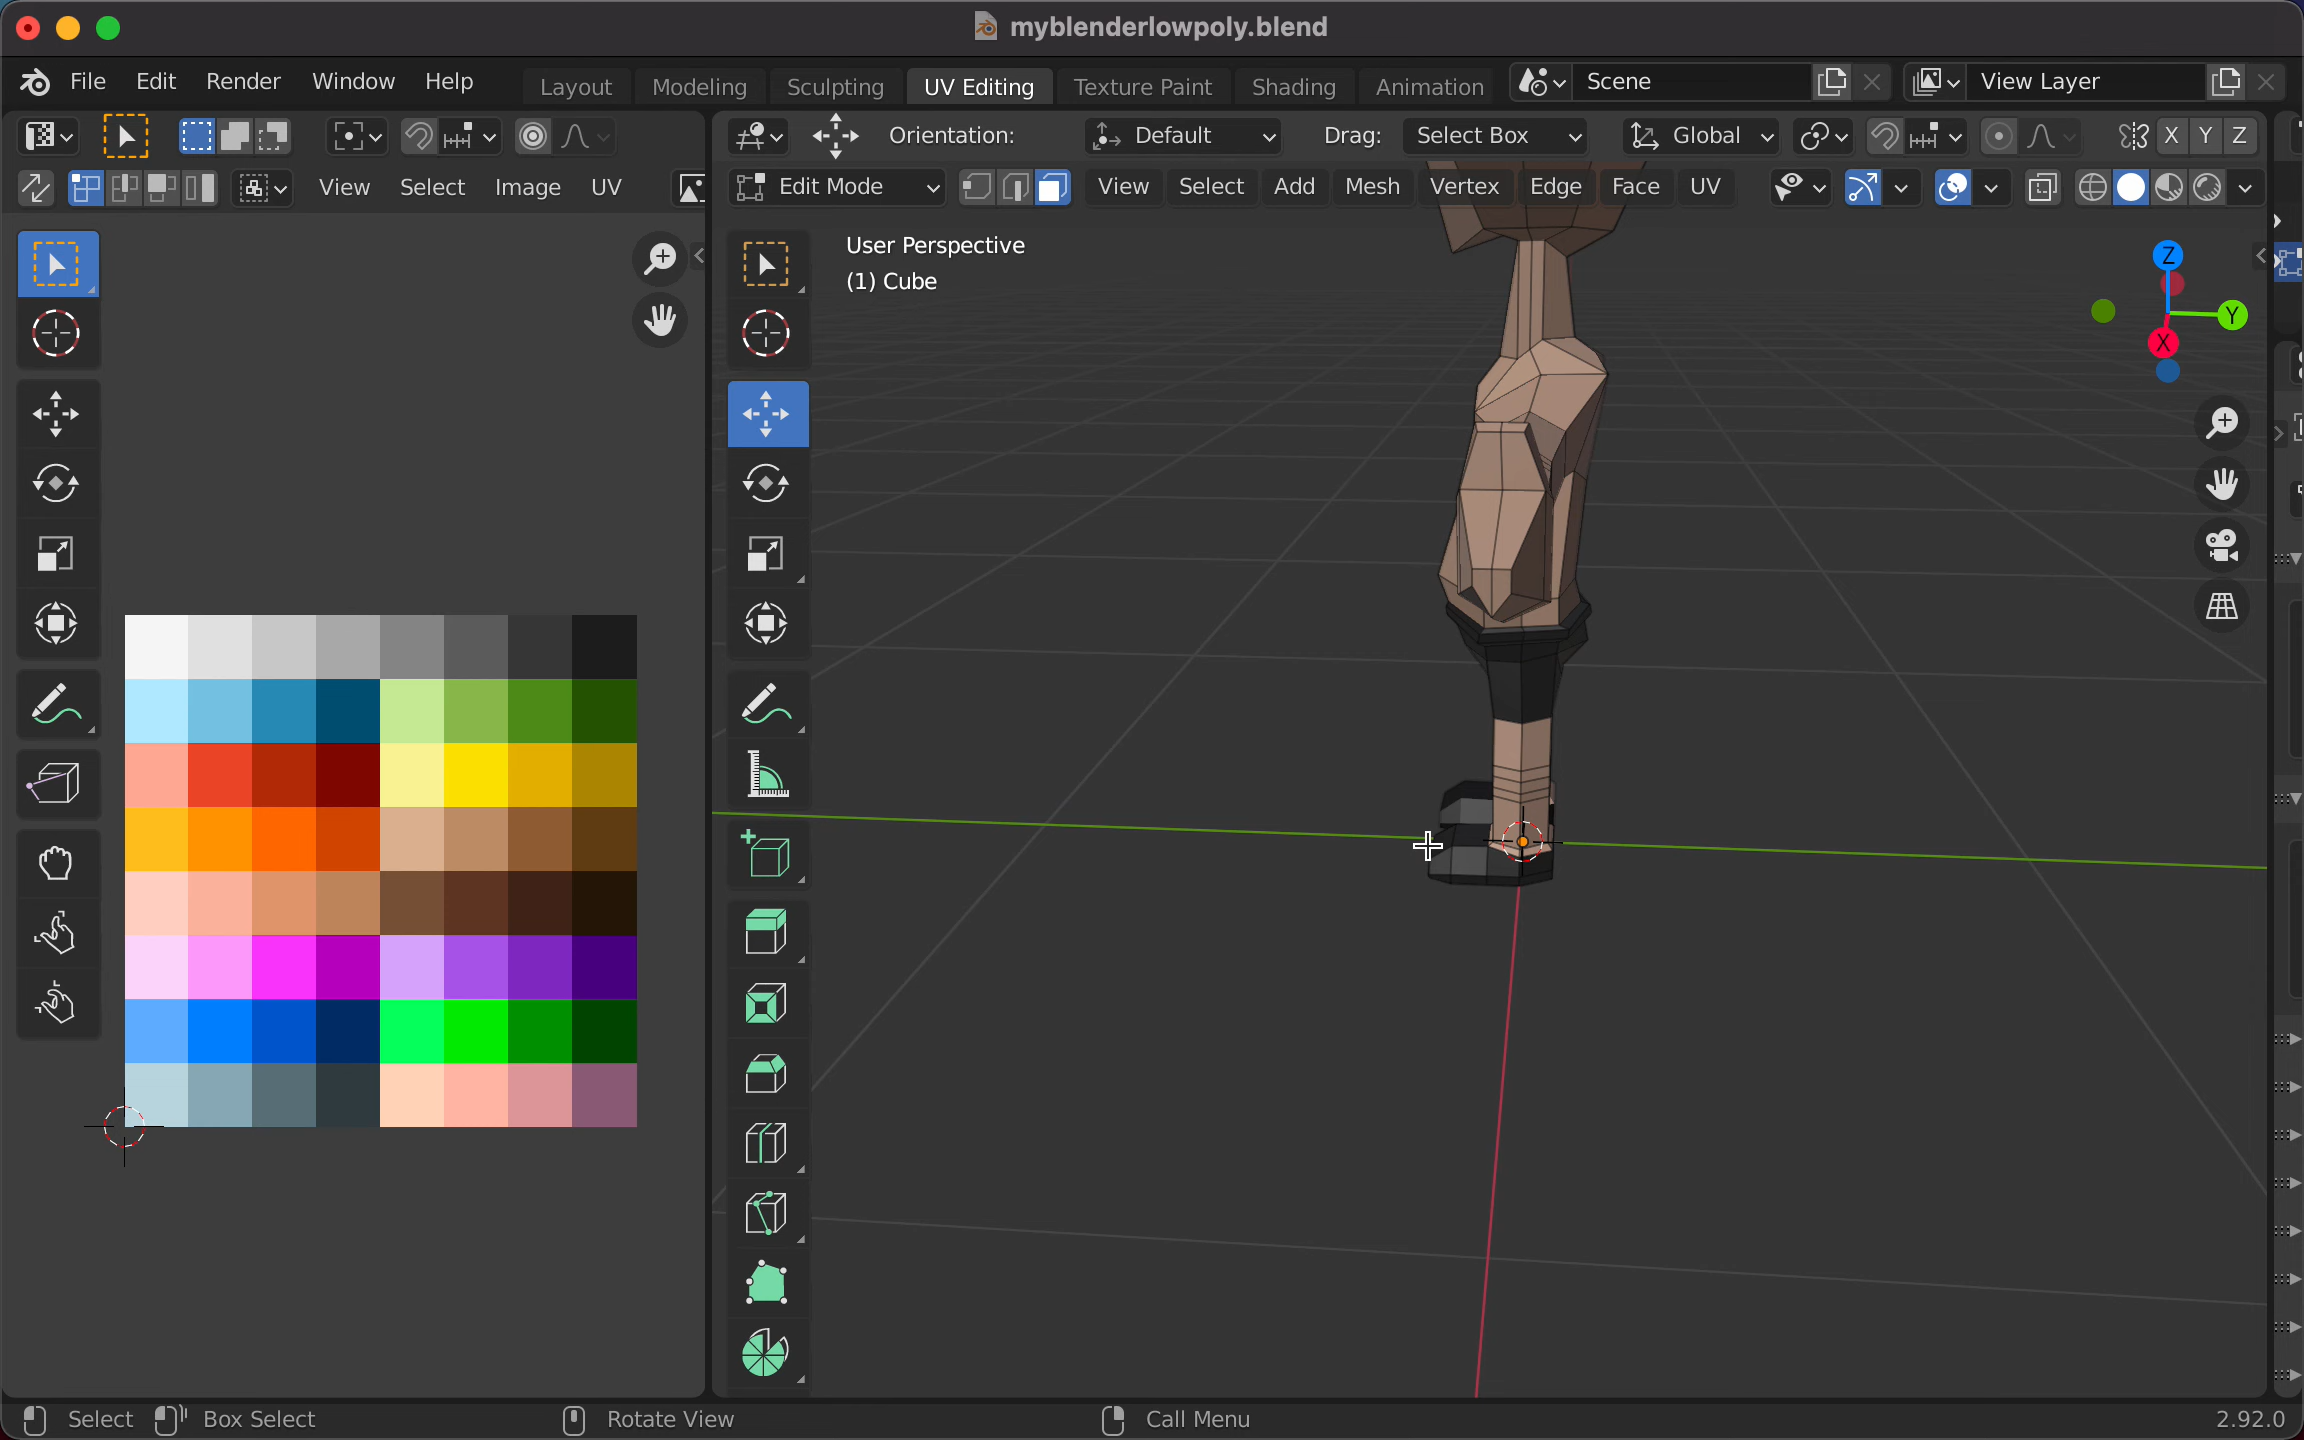 myblenderlowpoly.blend
File Edit Render Window Help Layout Modeling Sculpting UV Editing Texture Paint Shading Animation Scene View Layer
Orientation: Default Drag: Select Box Global X Y Z
View Select Image UV Edit Mode View Select Add Mesh Vertex Edge Face UV
User Perspective
(1) Cube
Z
Y
X
Select Box Select Rotate View Call Menu 2.92.0